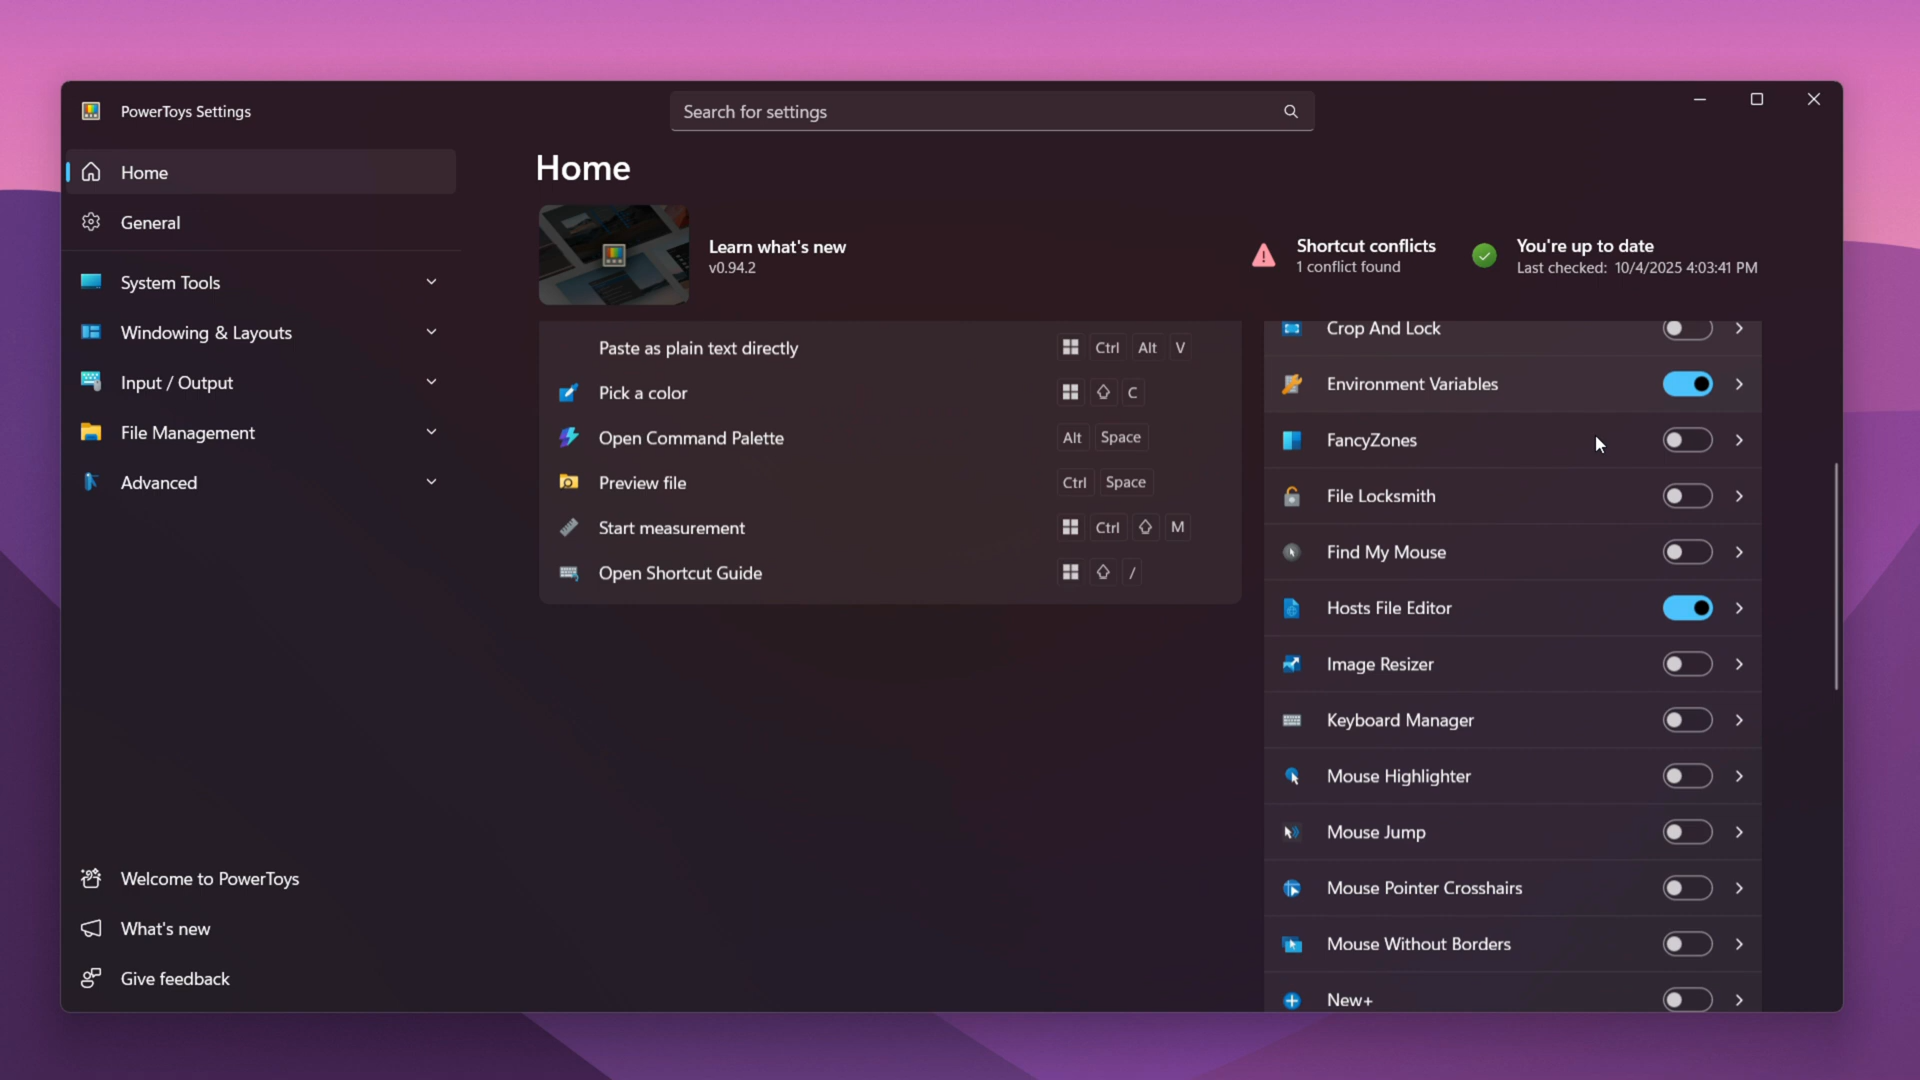 PowerToys Settings
Search for settings
Home
General
System Tools
Windowing & Layouts
Input / Output
File Management
Advanced
Welcome to PowerToys
What's new
Give feedback
Home
Learn what's new
v0.94.2
Shortcut conflicts
1 conflict found
You're up to date
Last checked: 10/4/2025 4:03:41 PM
Paste as plain text directly Ctrl Alt V
Pick a color C
Open Command Palette Alt Space
Preview file Ctrl Space
Start measurement Ctrl M
Open Shortcut Guide /
Crop And Lock
Environment Variables
FancyZones
File Locksmith
Find My Mouse
Hosts File Editor
Image Resizer
Keyboard Manager
Mouse Highlighter
Mouse Jump
Mouse Pointer Crosshairs
Mouse Without Borders
New+